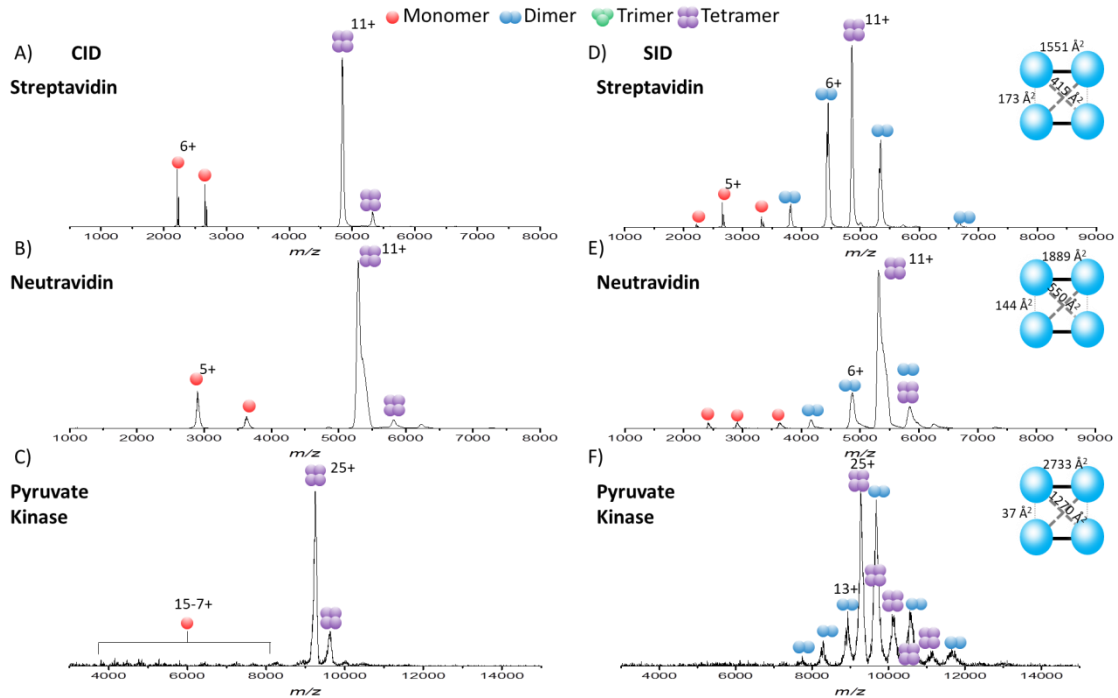 Monomer Dimer Trimer Tetramer
A) CID
Streptavidin
11+
6+
1000 2000 3000 4000 5000 6000 7000 8000
m/z
B)
Neutravidin
11+
5+
1000 2000 3000 4000 5000 6000 7000 8000
m/z
C)
Pyruvate
Kinase
25+
15-7+
4000 6000 8000 10000 12000 14000
m/z
D) SID
Streptavidin
11+
6+
5+
1551 Å²
415 Å²
173 Å²
1000 2000 3000 4000 5000 6000 7000 8000 9000
m/z
E)
Neutravidin
11+
6+
1889 Å²
550 Å²
144 Å²
1000 2000 3000 4000 5000 6000 7000 8000 9000
m/z
F)
Pyruvate
Kinase
25+
13+
2733 Å²
1270 Å²
37 Å²
4000 6000 8000 10000 12000 14000
m/z